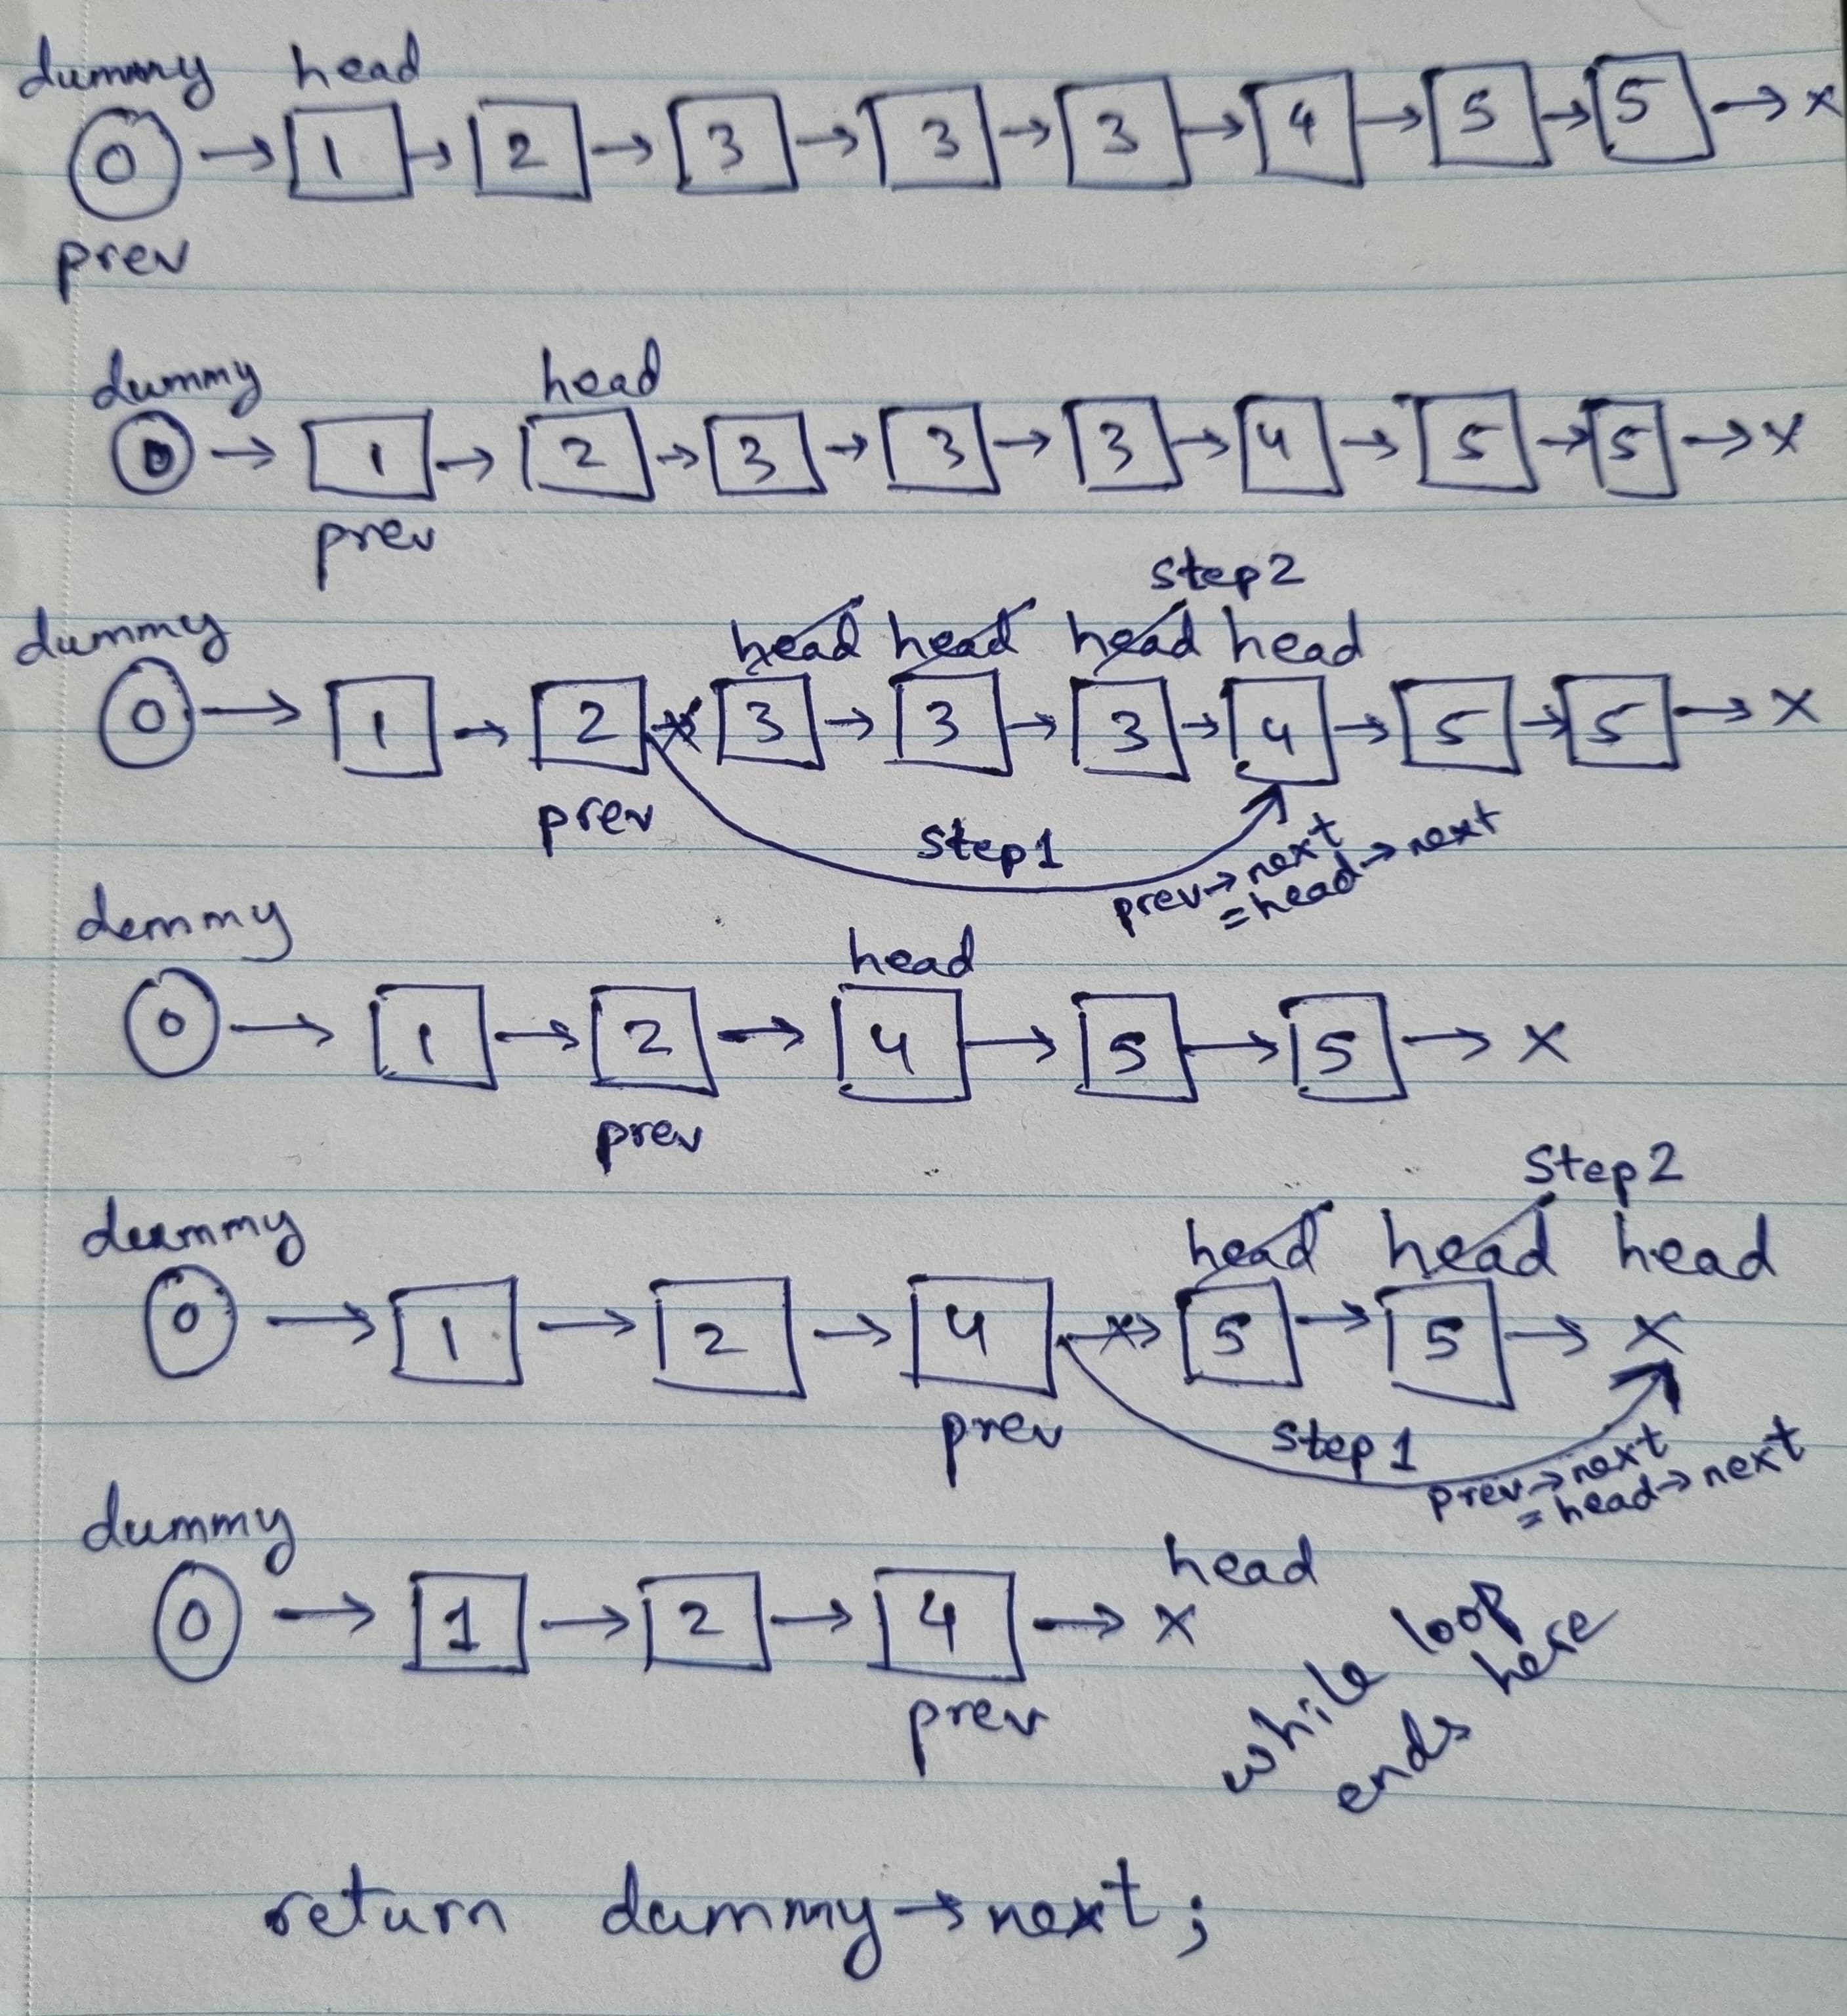 dummy head
0 → 1 → 2 → 3 → 3 → 3 → 4 → 5 → 5 → x
prev
dummy head
0 → 1 → 2 → 3 → 3 → 3 → 4 → 5 → 5 → x
prev
step2
dummy head head head head
0 → 1 → 2 → 3 → 3 → 3 → 4 → 5 → 5 → x
prev step1 prev→next
=head→next
dummy
head
0 → 1 → 2 → 4 → 5 → 5 → x
prev
step2
dummy head head head
0 → 1 → 2 → 4 → 5 → 5 → x
prev step1 prev→next
=head→next
dummy
head
0 → 1 → 2 → 4 → x
prev
while loop
ends here
return dummy→next;